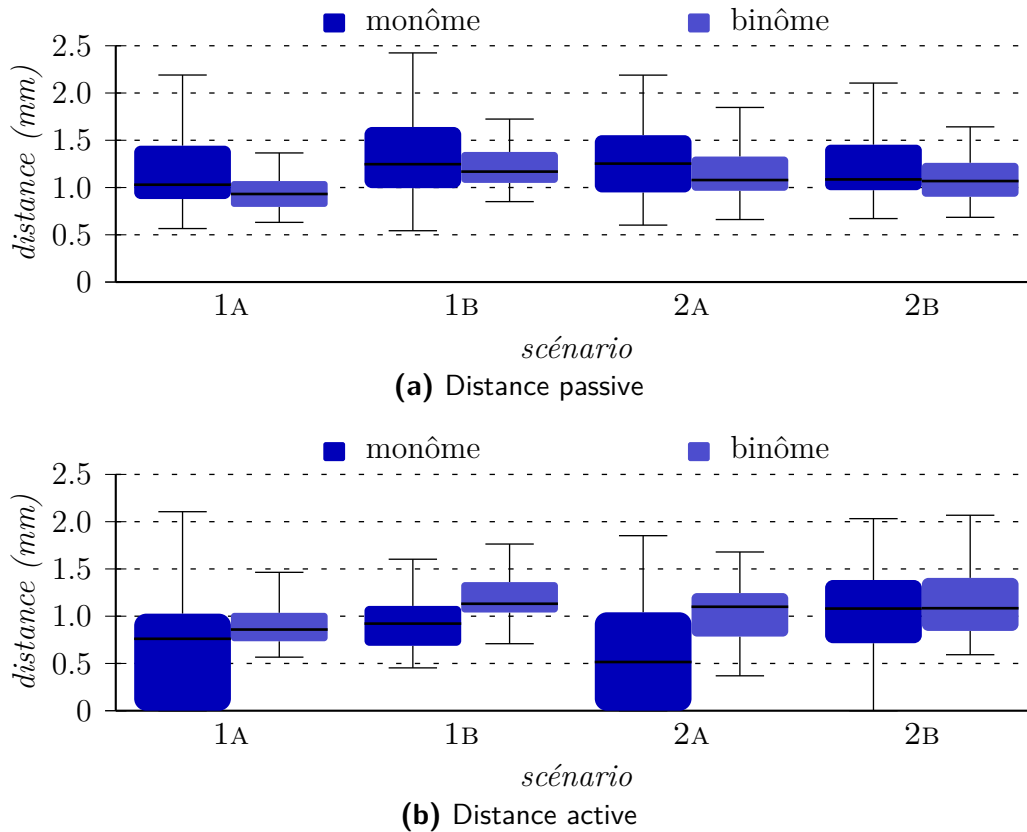 monôme binôme
distance (mm)
2.5
2.0
1.5
1.0
0.5
0
1A 1B 2A 2B
scénario
(a) Distance passive
monôme binôme
distance (mm)
2.5
2.0
1.5
1.0
0.5
0
1A 1B 2A 2B
scénario
(b) Distance active